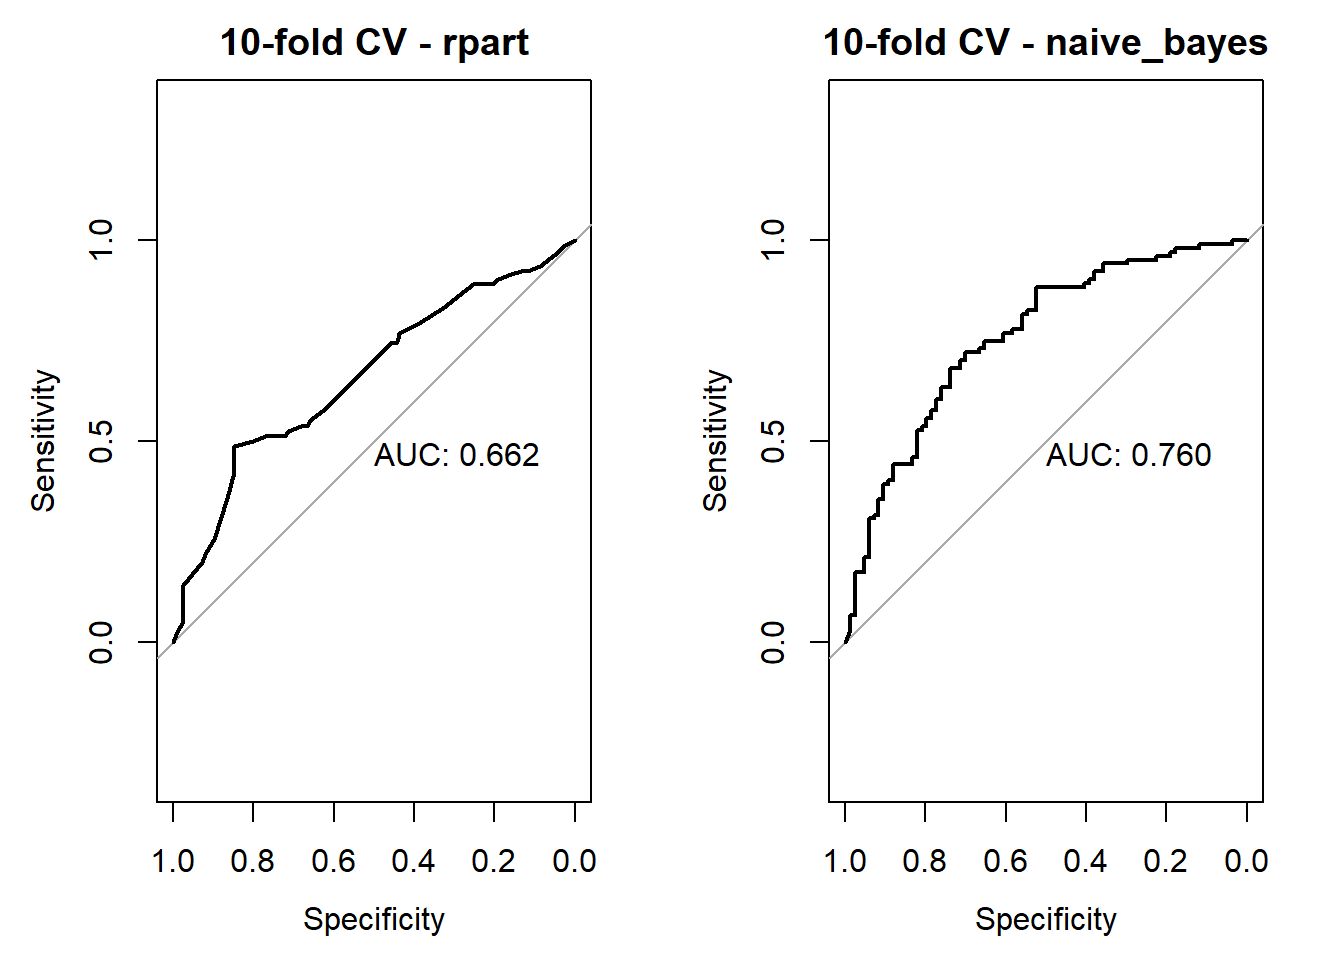 10-fold CV - rpart
Sensitivity
1.0
0.5
0.0
AUC: 0.662
1.0 0.8 0.6 0.4 0.2 0.0
Specificity
10-fold CV - naive_bayes
Sensitivity
1.0
0.5
0.0
AUC: 0.760
1.0 0.8 0.6 0.4 0.2 0.0
Specificity